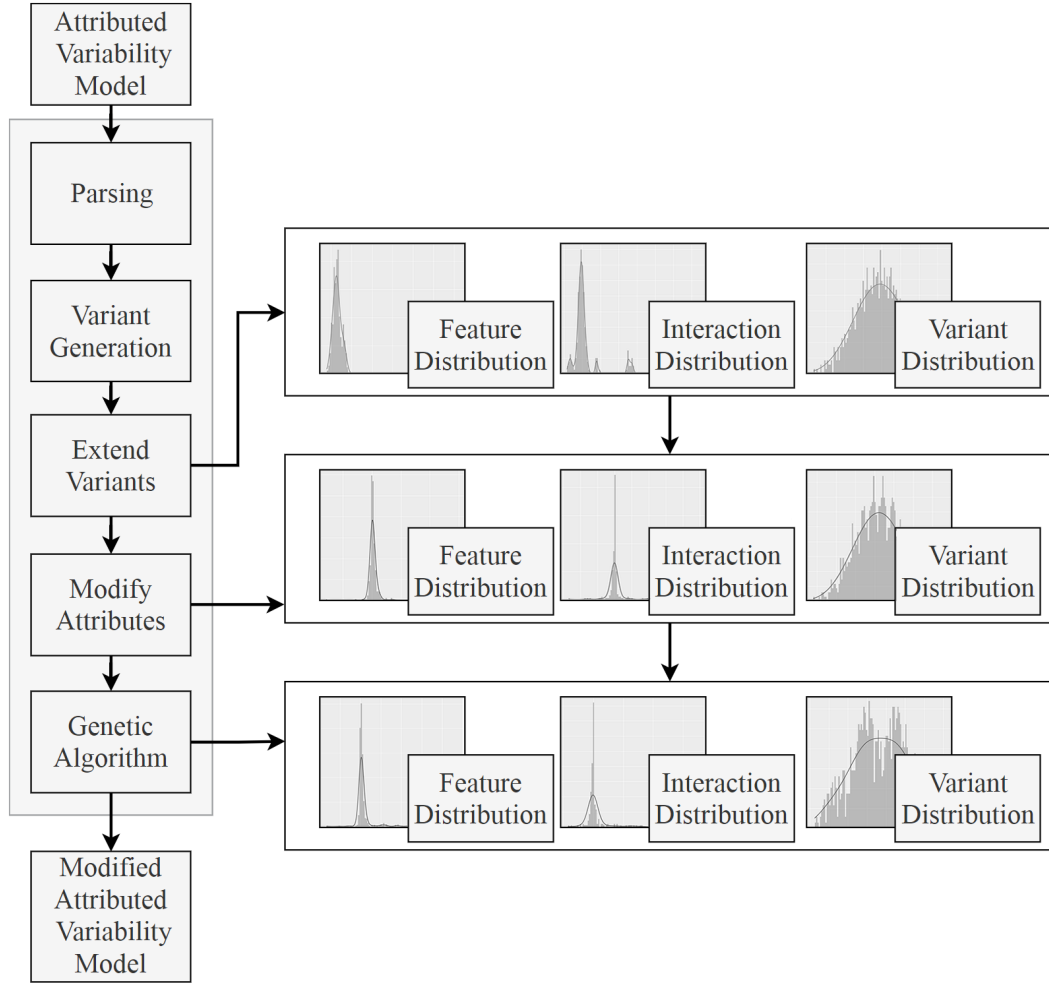 Attributed
Variability
Model
Parsing
Variant
Generation
Extend
Variants
Modify
Attributes
Genetic
Algorithm
Modified
Attributed
Variability
Model
Feature
Distribution
Interaction
Distribution
Variant
Distribution
Feature
Distribution
Interaction
Distribution
Variant
Distribution
Feature
Distribution
Interaction
Distribution
Variant
Distribution